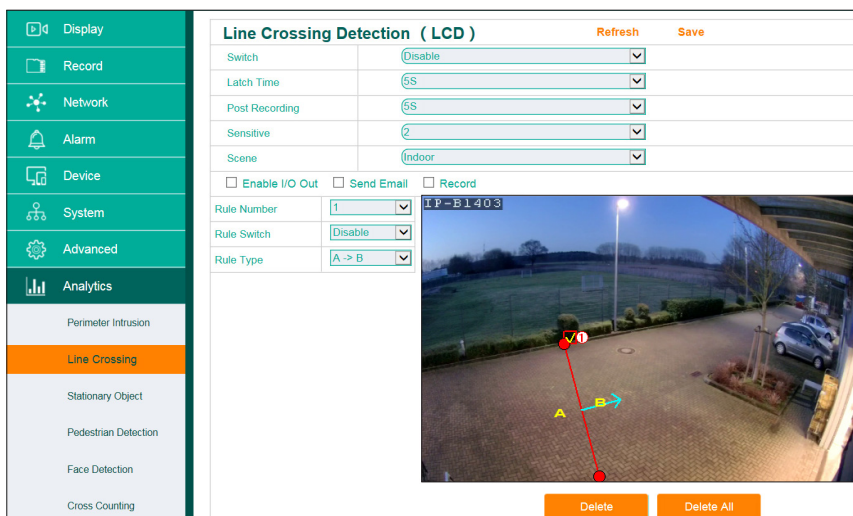 Display
Record
Network
Alarm
Device
System
Advanced
Analytics
Perimeter Intrusion
Line Crossing
Stationary Object
Pedestrian Detection
Face Detection
Cross Counting
Line Crossing Detection ( LCD )
Refresh
Save
Switch
Disable
Latch Time
5S
Post Recording
5S
Sensitive
2
Scene
Indoor
Enable I/O Out
Send Email
Record
Rule Number
1
Rule Switch
Disable
Rule Type
A -> B
IP-B1403
1
A
B
Delete
Delete All